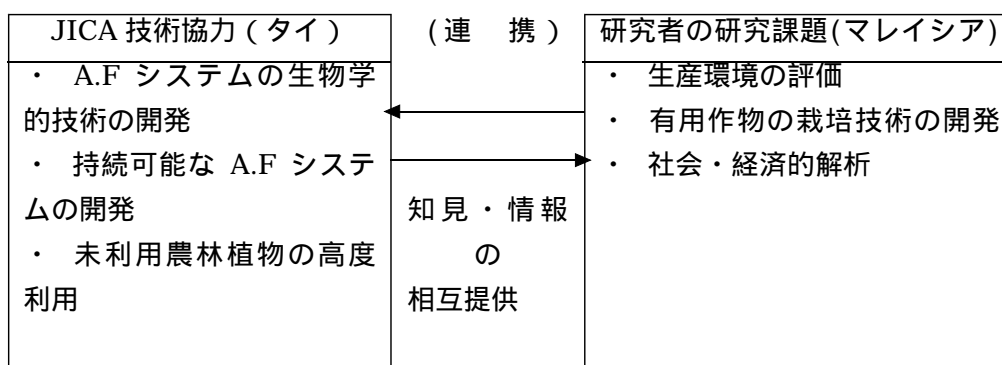 JICA 技術協力（タイ）
・ A.F システムの生物学
的技術の開発
・ 持続可能な A.F システ
ムの開発
・ 未利用農林植物の高度
利用
(連 携）
知見・情報
の
相互提供
研究者の研究課題(マレイシア)
・ 生産環境の評価
・ 有用作物の栽培技術の開発
・ 社会・経済的解析